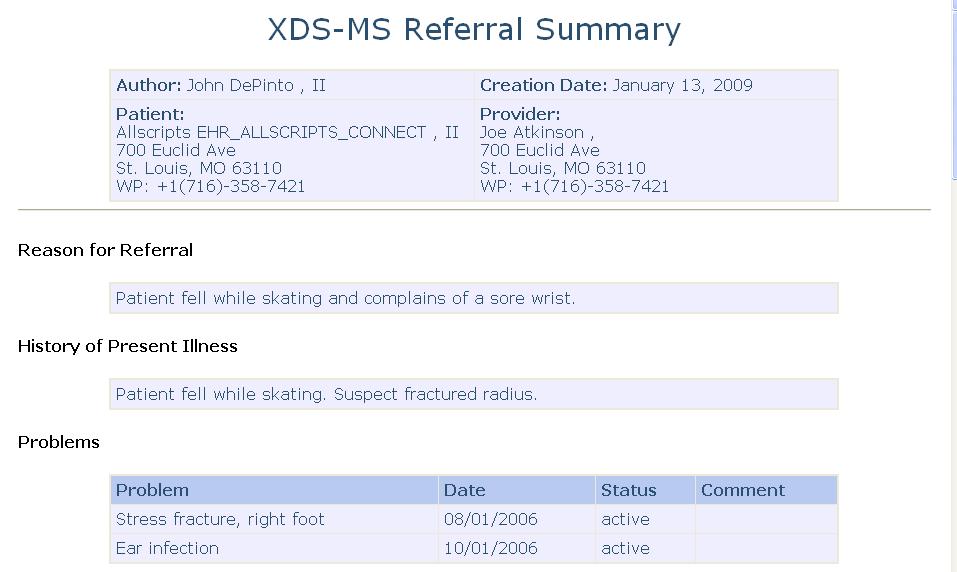 XDS-MS Referral Summary
Author: John DePinto , II
Creation Date: January 13, 2009
Patient:
Allscripts EHR_ALLSCRIPTS_CONNECT , II
700 Euclid Ave
St. Louis, MO 63110
WP: +1(716)-358-7421
Provider:
Joe Atkinson ,
700 Euclid Ave
St. Louis, MO 63110
WP: +1(716)-358-7421
Reason for Referral
Patient fell while skating and complains of a sore wrist.
History of Present Illness
Patient fell while skating. Suspect fractured radius.
Problems
Problem Date Status Comment
Stress fracture, right foot 08/01/2006 active
Ear infection 10/01/2006 active